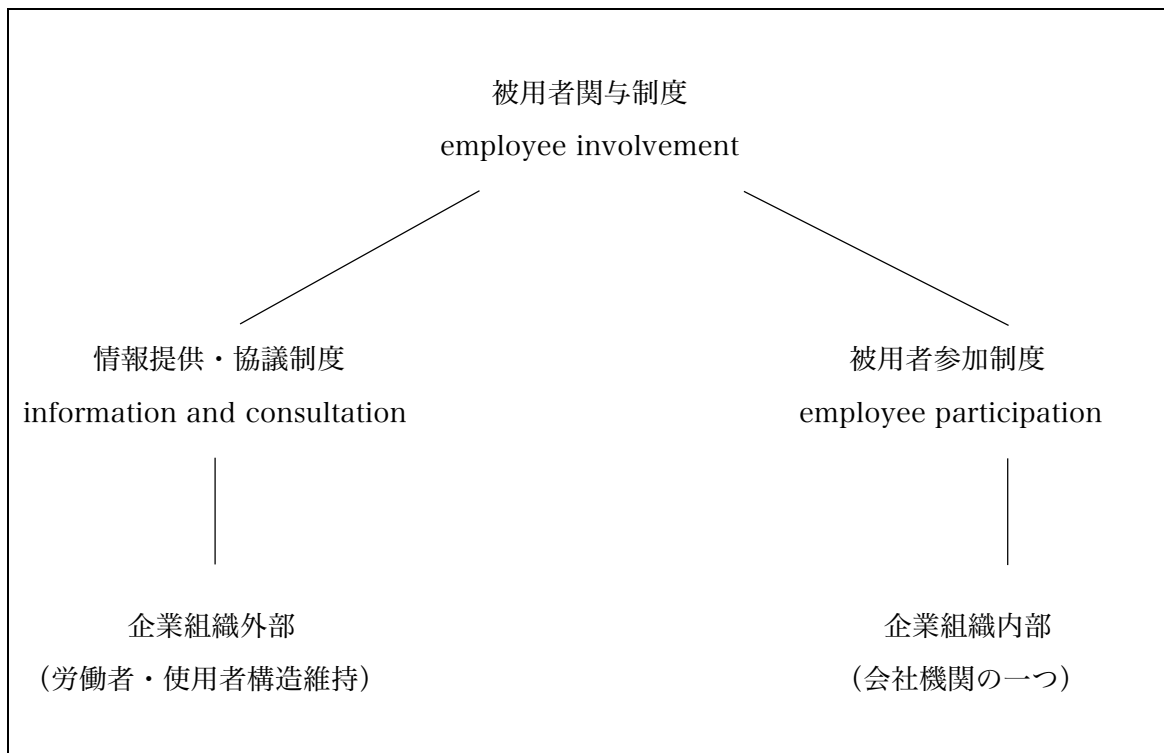 被用者関与制度
employee involvement
情報提供・協議制度
information and consultation
被用者参加制度
employee participation
企業組織外部
(労働者・使用者構造維持)
企業組織内部
(会社機関の一つ)